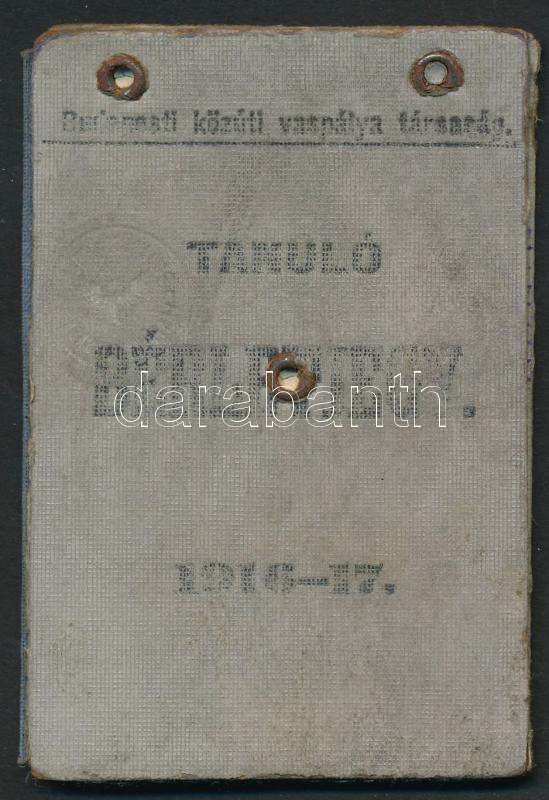 Budapesti közúti vaspálya társaság.
TANULÓ
BÉRLETJEGY.
darabanth
1916–17.